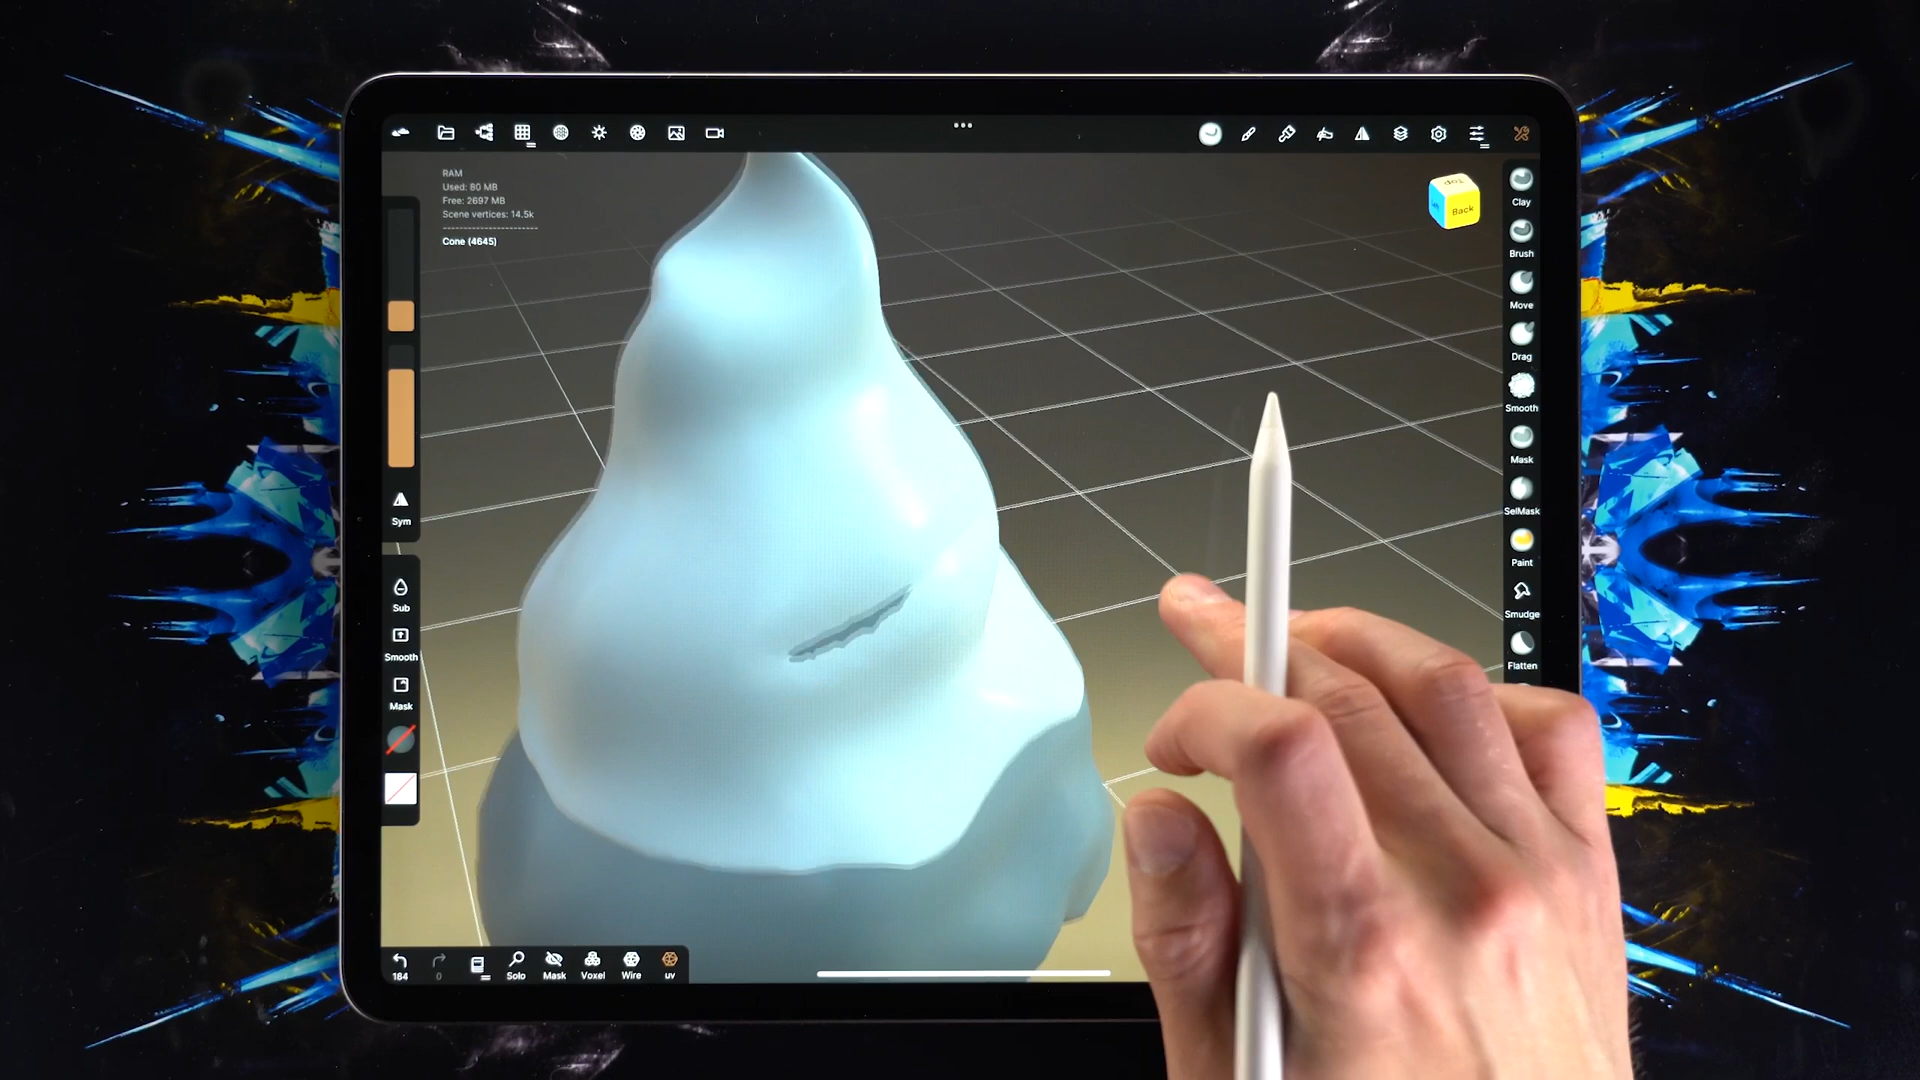 RAM
Used: 80 MB
Free: 2697 MB
Scene vertices: 14.5k
Cone (4645)
Top
Back
Clay
Brush
Move
Drag
Smooth
Mask
SelMask
Paint
Smudge
Flatten
Sym
Sub
Smooth
Mask
184
0
Solo
Mask
Voxel
Wire
uv